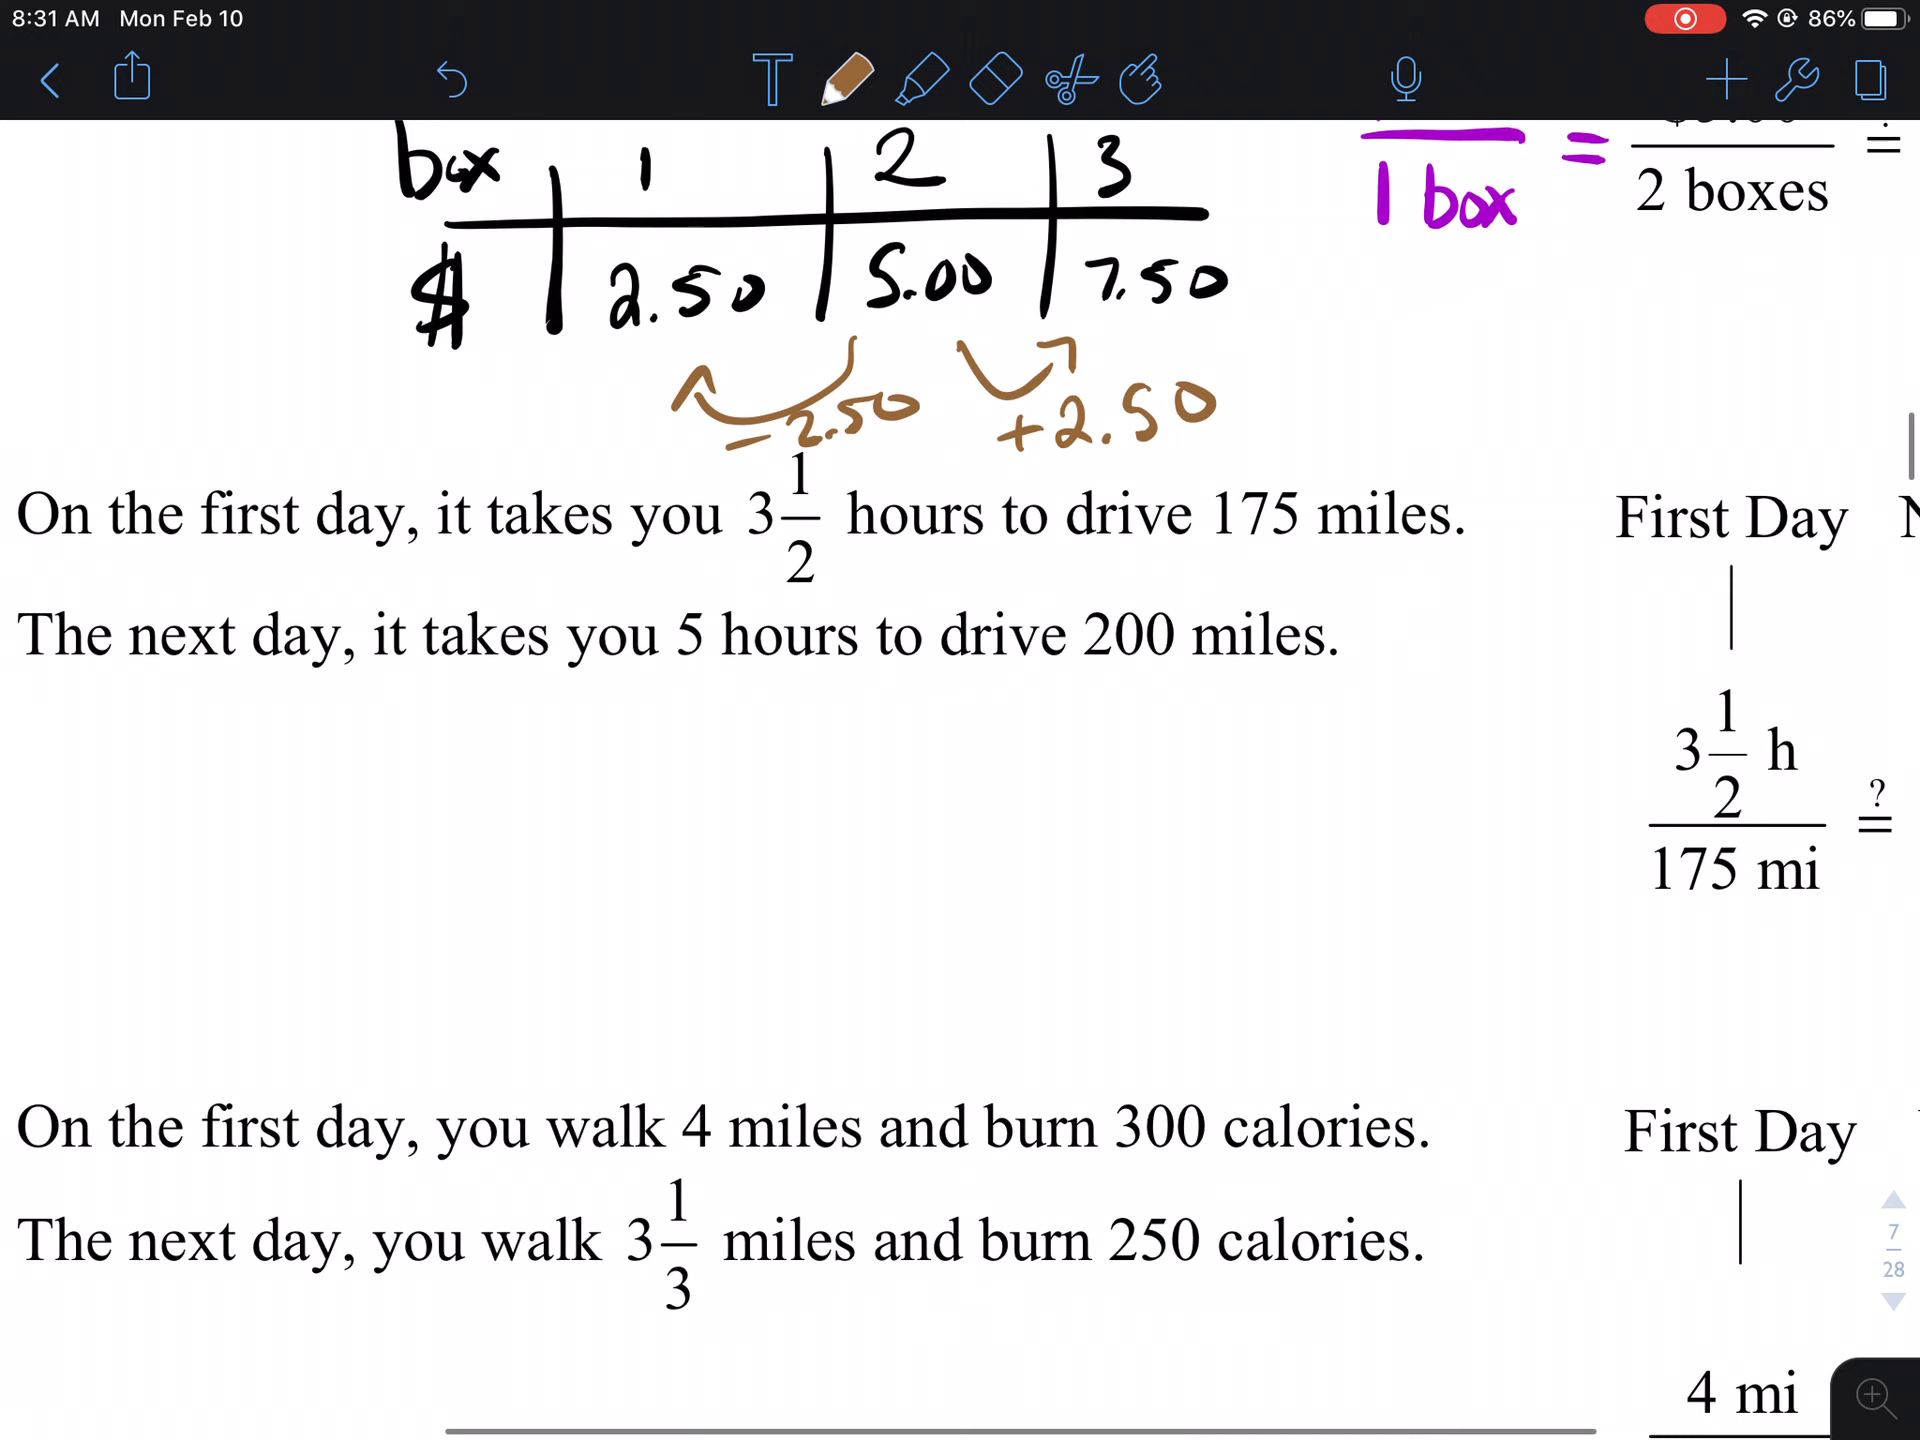 8:31 AM Mon Feb 10 86%
T
box 1 2 3
$ 2.50 5.00 7.50
-2.50 +2.50
1 box = 2 boxes =
On the first day, it takes you 3 1/2 hours to drive 175 miles.
The next day, it takes you 5 hours to drive 200 miles.
First Day N
3 1/2 h
175 mi
? =
On the first day, you walk 4 miles and burn 300 calories.
The next day, you walk 3 1/3 miles and burn 250 calories.
First Day
7
28
4 mi